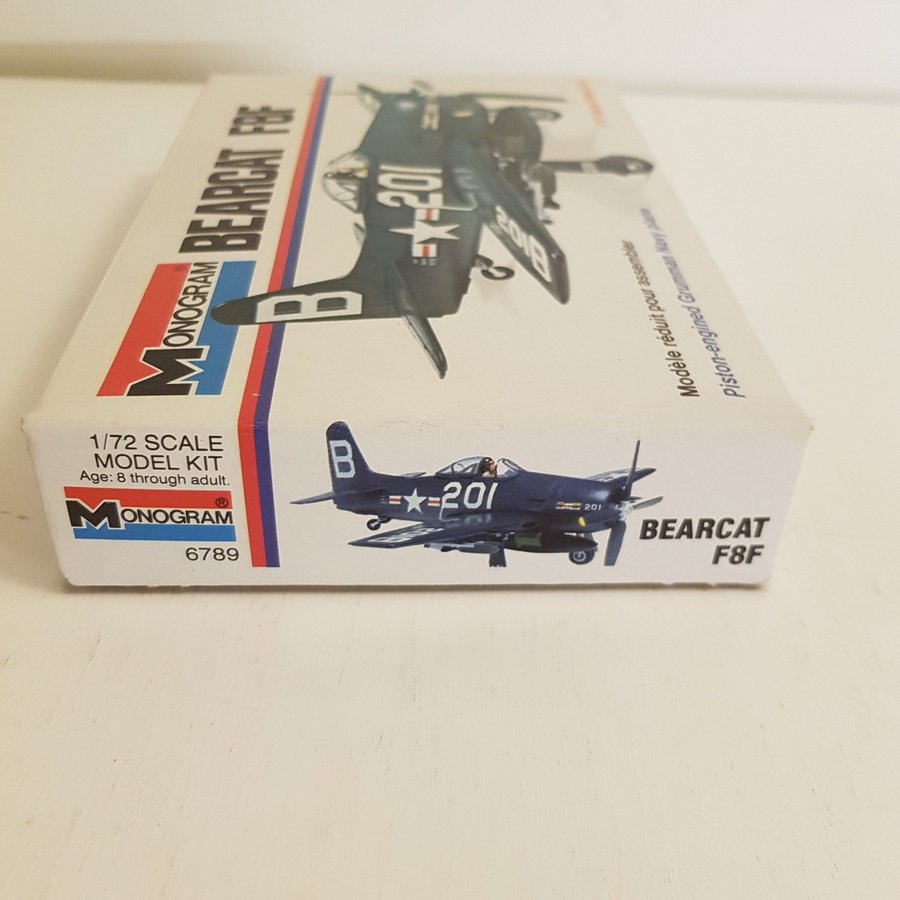 BEARCAT F8F
MONOGRAM®
B
201
201B
Modèle réduit pour assembler
Piston-engined Grumman Navy plane
1/72 SCALE
MODEL KIT
Age: 8 through adult.
MONOGRAM®
6789
B
201
201
BEARCAT
F8F